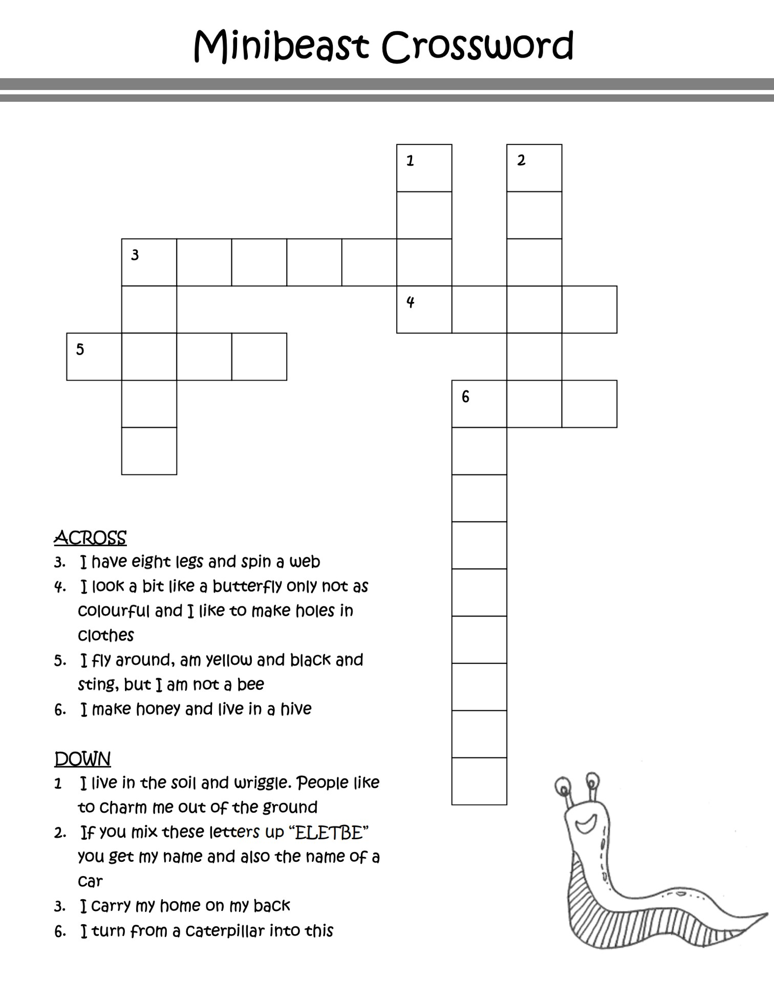 Minibeast Crossword
1
2
3
4
5
6
ACROSS
3. I have eight legs and spin a web
4. I look a bit like a butterfly only not as
colourful and I like to make holes in
clothes
5. I fly around, am yellow and black and
sting, but I am not a bee
6. I make honey and live in a hive
DOWN
1 I live in the soil and wriggle. People like
to charm me out of the ground
2. If you mix these letters up “ELETBE”
you get my name and also the name of a
car
3. I carry my home on my back
6. I turn from a caterpillar into this